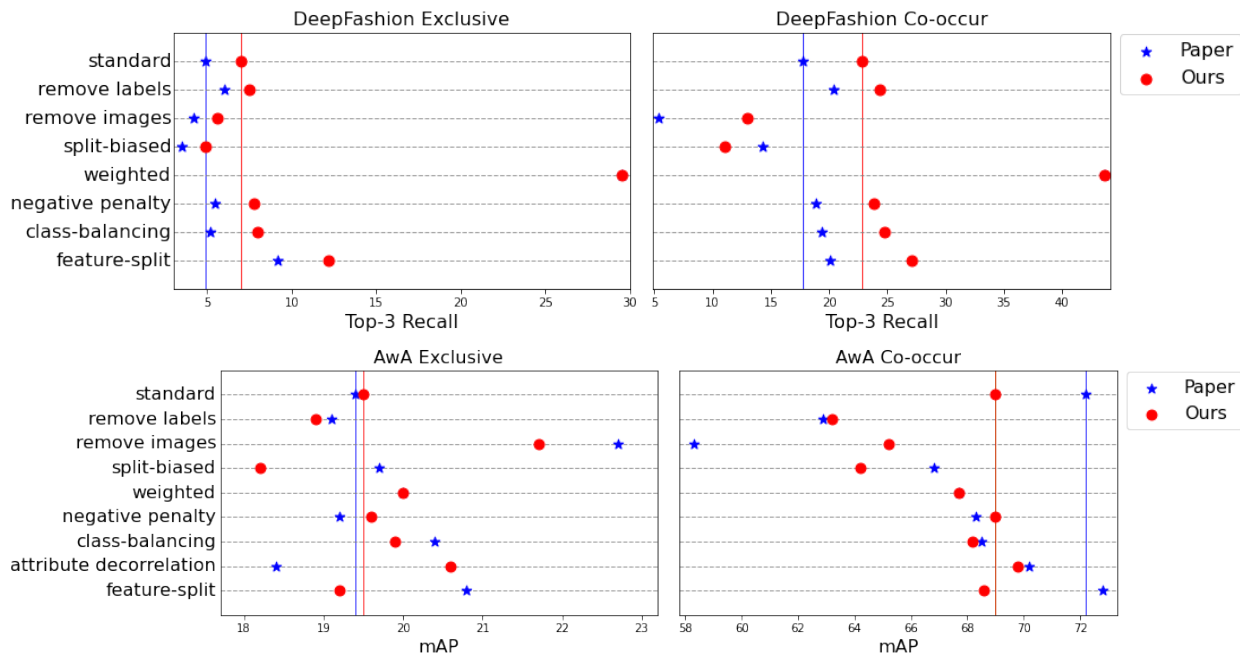 DeepFashion Exclusive
DeepFashion Co-occur
standard
remove labels
remove images
split-biased
weighted
negative penalty
class-balancing
feature-split
Paper
Ours
5 10 15 20 25 30
5 10 15 20 25 30 35 40
Top-3 Recall
Top-3 Recall
AwA Exclusive
AwA Co-occur
standard
remove labels
remove images
split-biased
weighted
negative penalty
class-balancing
attribute decorrelation
feature-split
Paper
Ours
18 19 20 21 22 23
58 60 62 64 66 68 70 72
mAP
mAP